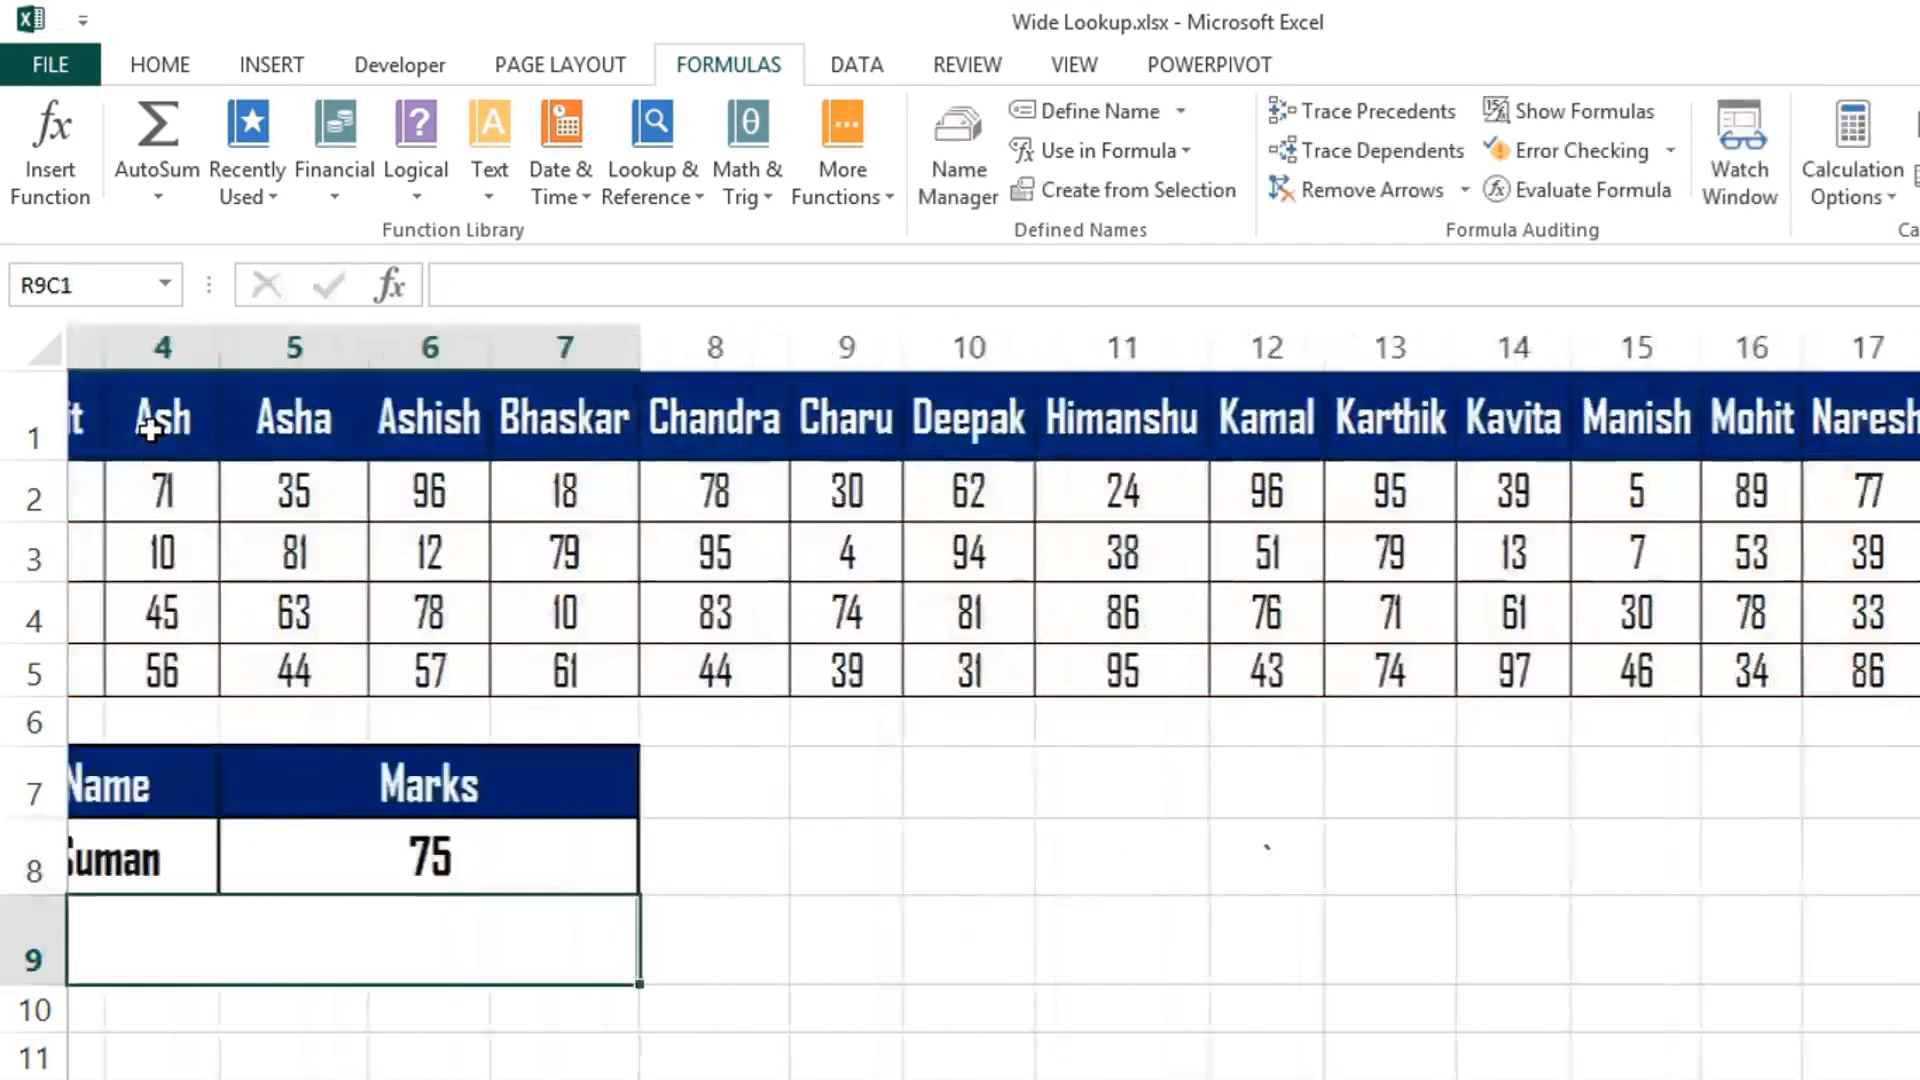 Wide Lookup.xlsx - Microsoft Excel
FILE HOME INSERT Developer PAGE LAYOUT FORMULAS DATA REVIEW VIEW POWERPIVOT
Insert Function
AutoSum
Recently Used
Financial
Logical
Text
Date & Time
Lookup & Reference
Math & Trig
More Functions
Function Library
Name Manager
Define Name
Use in Formula
Create from Selection
Defined Names
Trace Precedents
Trace Dependents
Remove Arrows
Show Formulas
Error Checking
Evaluate Formula
Formula Auditing
Watch Window
Calculation Options
Ca
R9C1 fx
4 5 6 7 8 9 10 11 12 13 14 15 16 17
1 it Ash Asha Ashish Bhaskar Chandra Charu Deepak Himanshu Kamal Karthik Kavita Manish Mohit Naresh
2 71 35 96 18 78 30 62 24 96 95 39 5 89 77
3 10 81 12 79 95 4 94 38 51 79 13 7 53 39
4 45 63 78 10 83 74 81 86 76 71 61 30 78 33
5 56 44 57 61 44 39 31 95 43 74 97 46 34 86
6
7 Name Marks
8 Suman 75
9
10
11